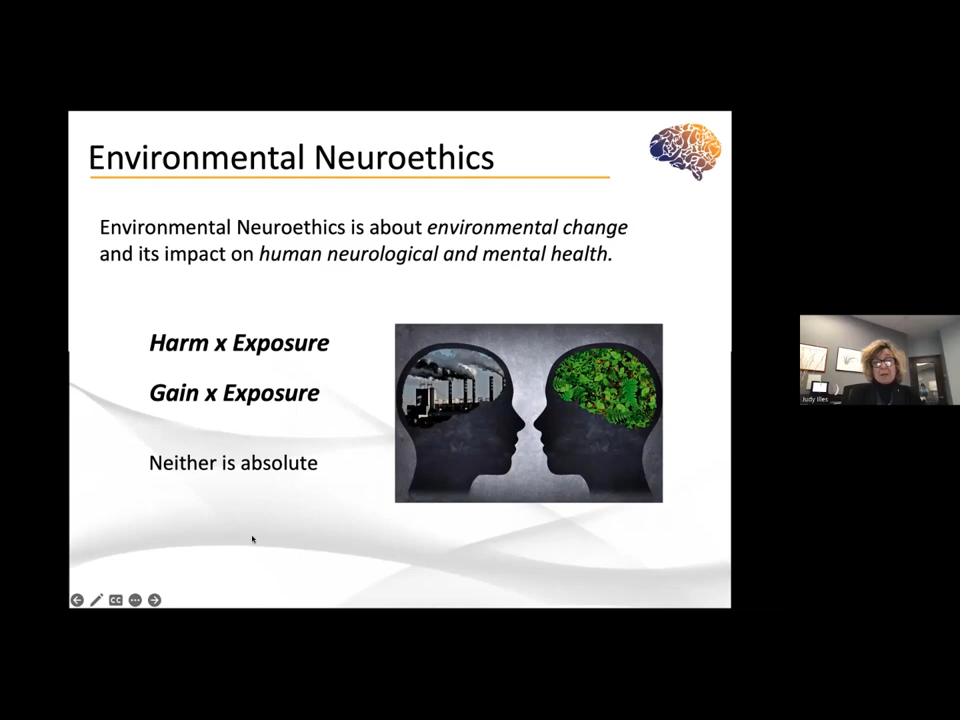 Environmental Neuroethics
Environmental Neuroethics is about environmental change
and its impact on human neurological and mental health.
Harm x Exposure
Gain x Exposure
Neither is absolute
CC
Judy Illes